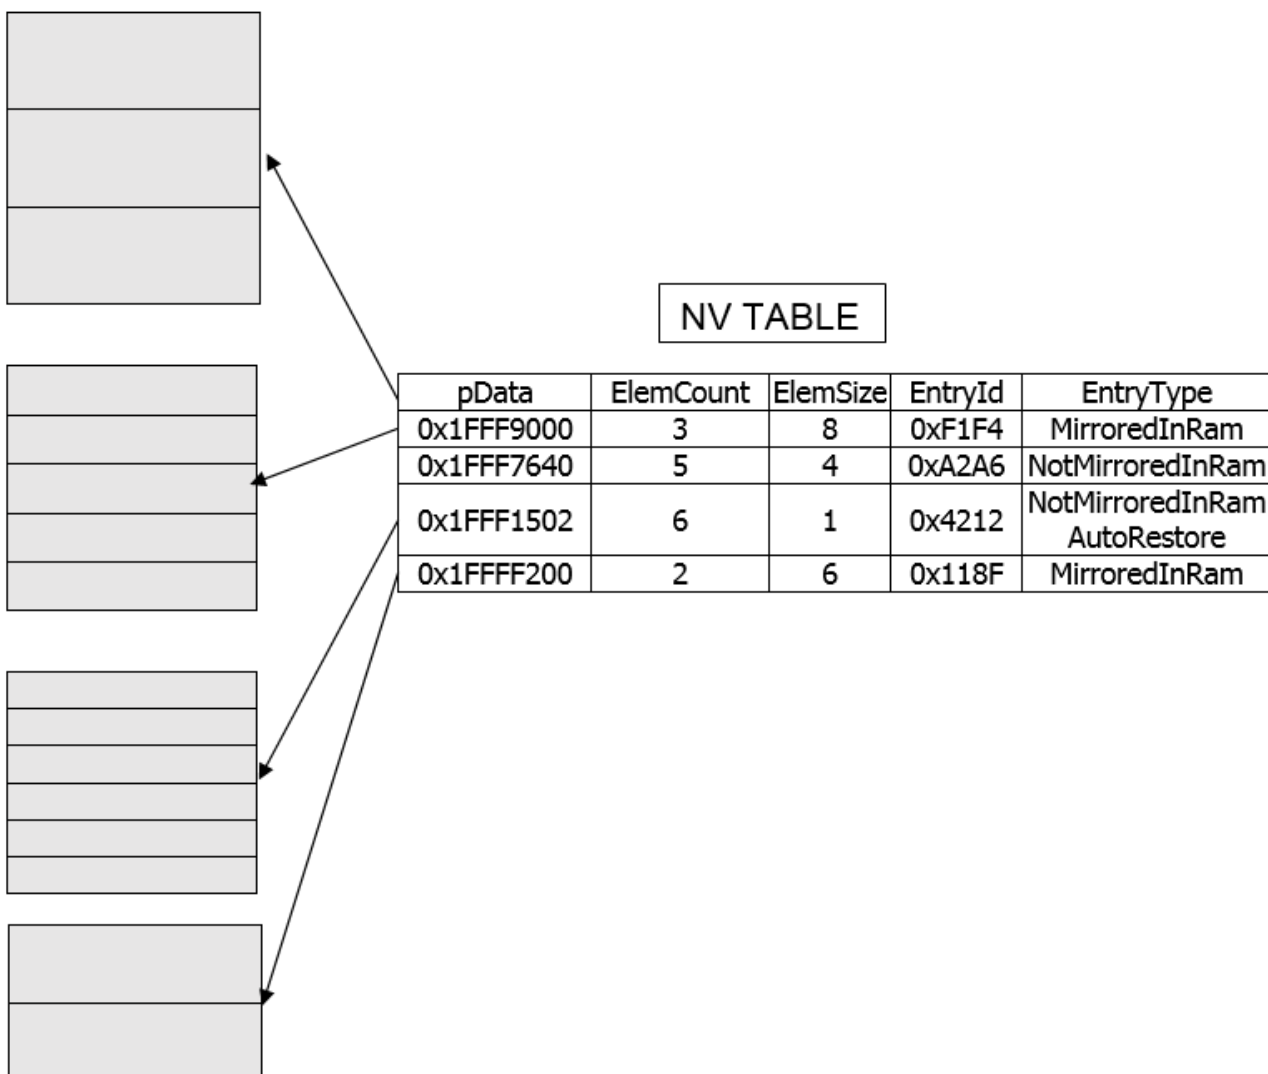 NV TABLE
pData ElemCount ElemSize EntryId EntryType
0x1FFF9000 3 8 0xF1F4 MirroredInRam
0x1FFF7640 5 4 0xA2A6 NotMirroredInRam
0x1FFF1502 6 1 0x4212 NotMirroredInRam
AutoRestore
0x1FFFF200 2 6 0x118F MirroredInRam